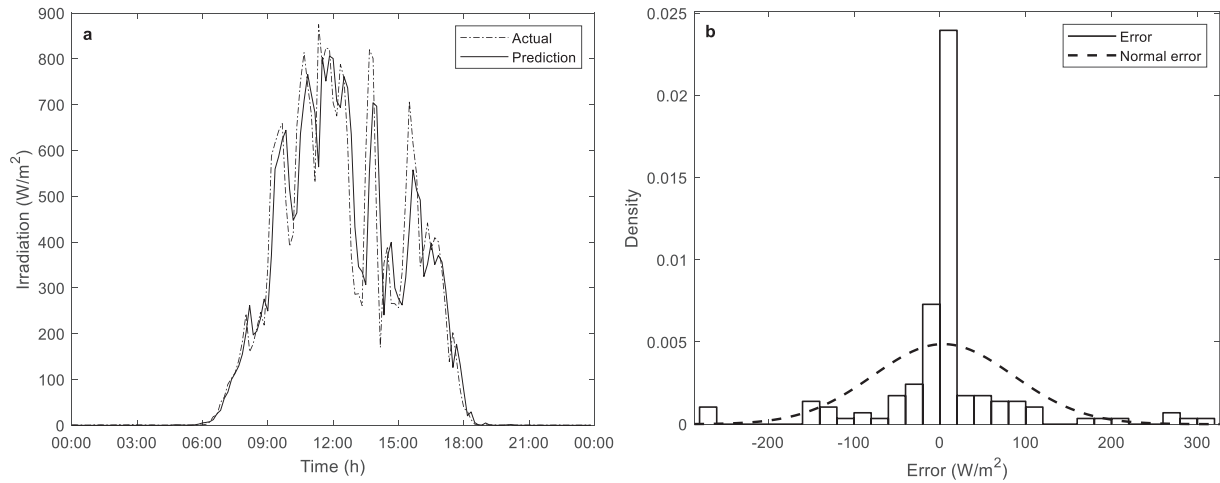 a
Actual
Prediction
900
800
700
600
500
400
300
200
100
0
Irradiation (W/m²)
00:00 03:00 06:00 09:00 12:00 15:00 18:00 21:00 00:00
Time (h)
b
Error
Normal error
0.025
0.02
0.015
0.01
0.005
0
Density
-200 -100 0 100 200 300
Error (W/m²)